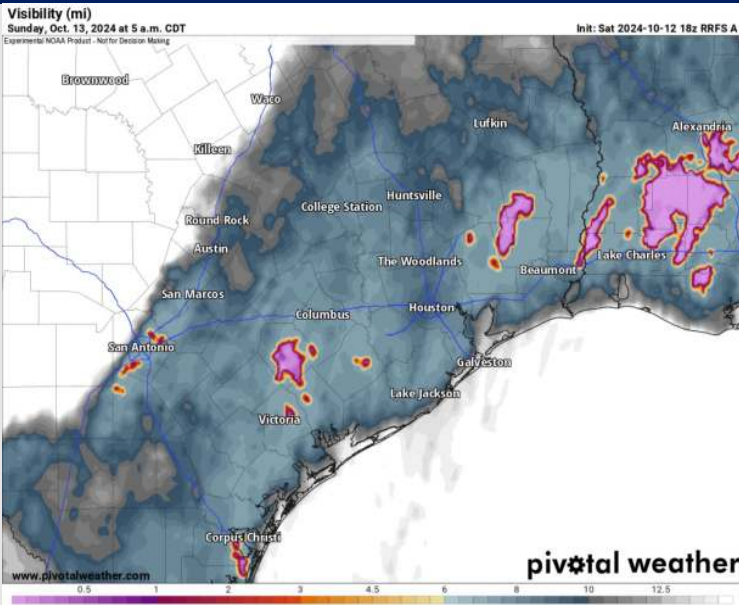 Visibility (mi)
Sunday, Oct. 13, 2024 at 5 a.m. CDT
Init: Sat 2024-10-12 18z RRFS A
Experimental NOAA Product - Not for Decision Making
Brownwood
Waco
Lufkin
Alexandria
Killeen
Huntsville
College Station
Round Rock
Austin
The Woodlands
Lake Charles
Beaumont
San Marcos
Houston
Columbus
San Antonio
Galveston
Lake Jackson
Victoria
Corpus Christi
www.pivotalweather.com
pivotal weather
0.5 1 2 3 4.5 6 8 10 12.5